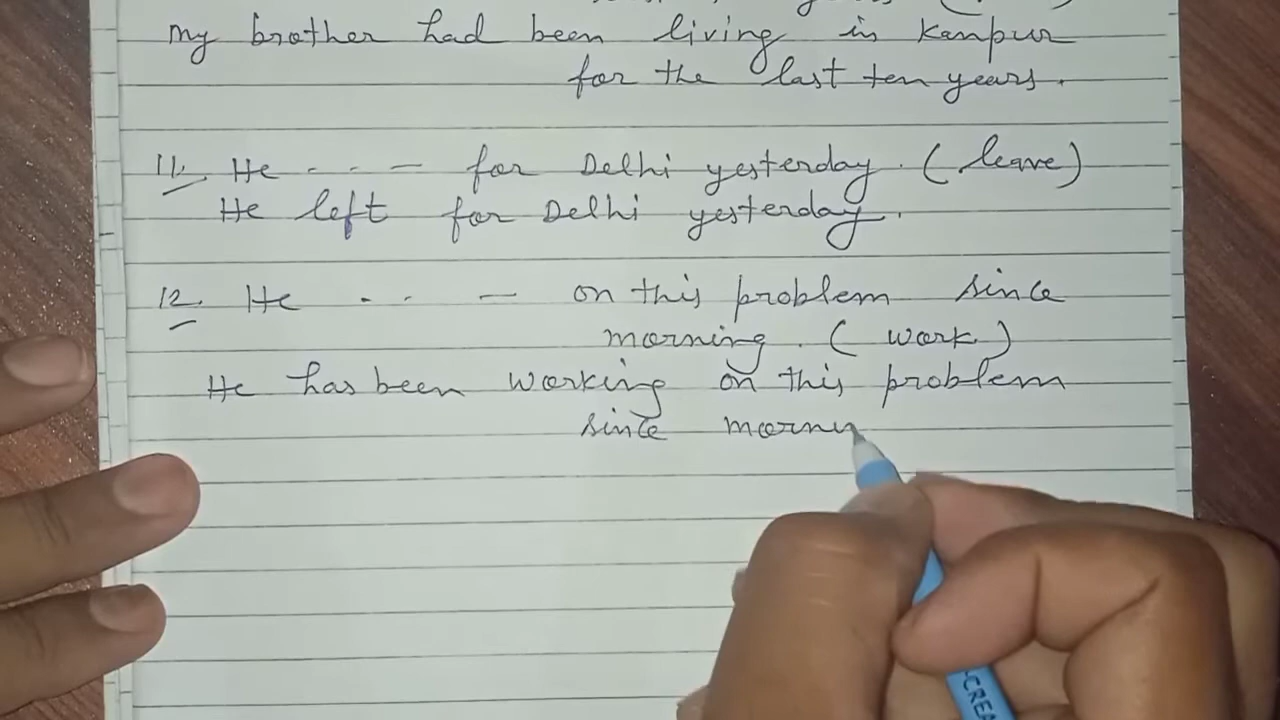 my brother had been living in Kanpur
for the last ten years.
11. He - - - for Delhi yesterday. (leave)
He left for Delhi yesterday.
12. He - - - on this problem since
morning. (work)
He has been working on this problem
since morni